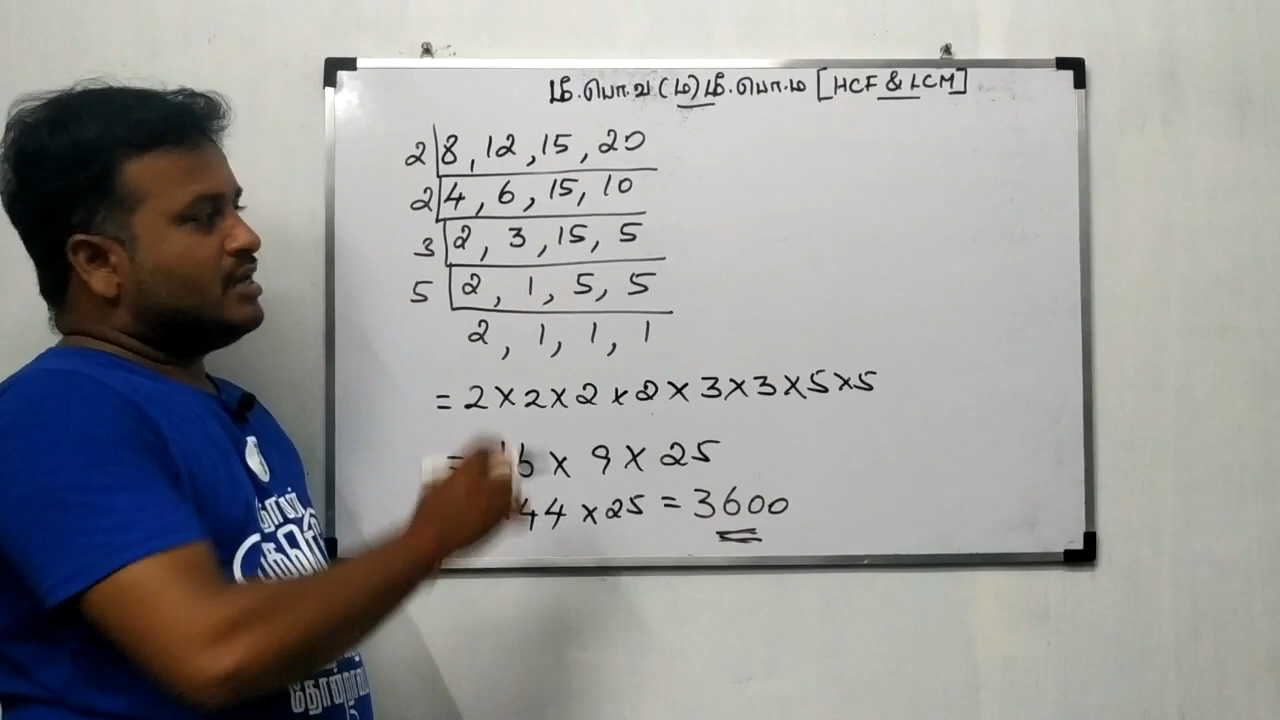 மீ.பொ.வ (ம) மீ.பொ.ம [HCF & LCM]
2 8, 12, 15, 20
2 4, 6, 15, 10
3 2, 3, 15, 5
5 2, 1, 5, 5
2, 1, 1, 1
= 2×2×2×2×3×3×5×5
= 16 × 9 × 25
44 × 25 = 3600
நான்